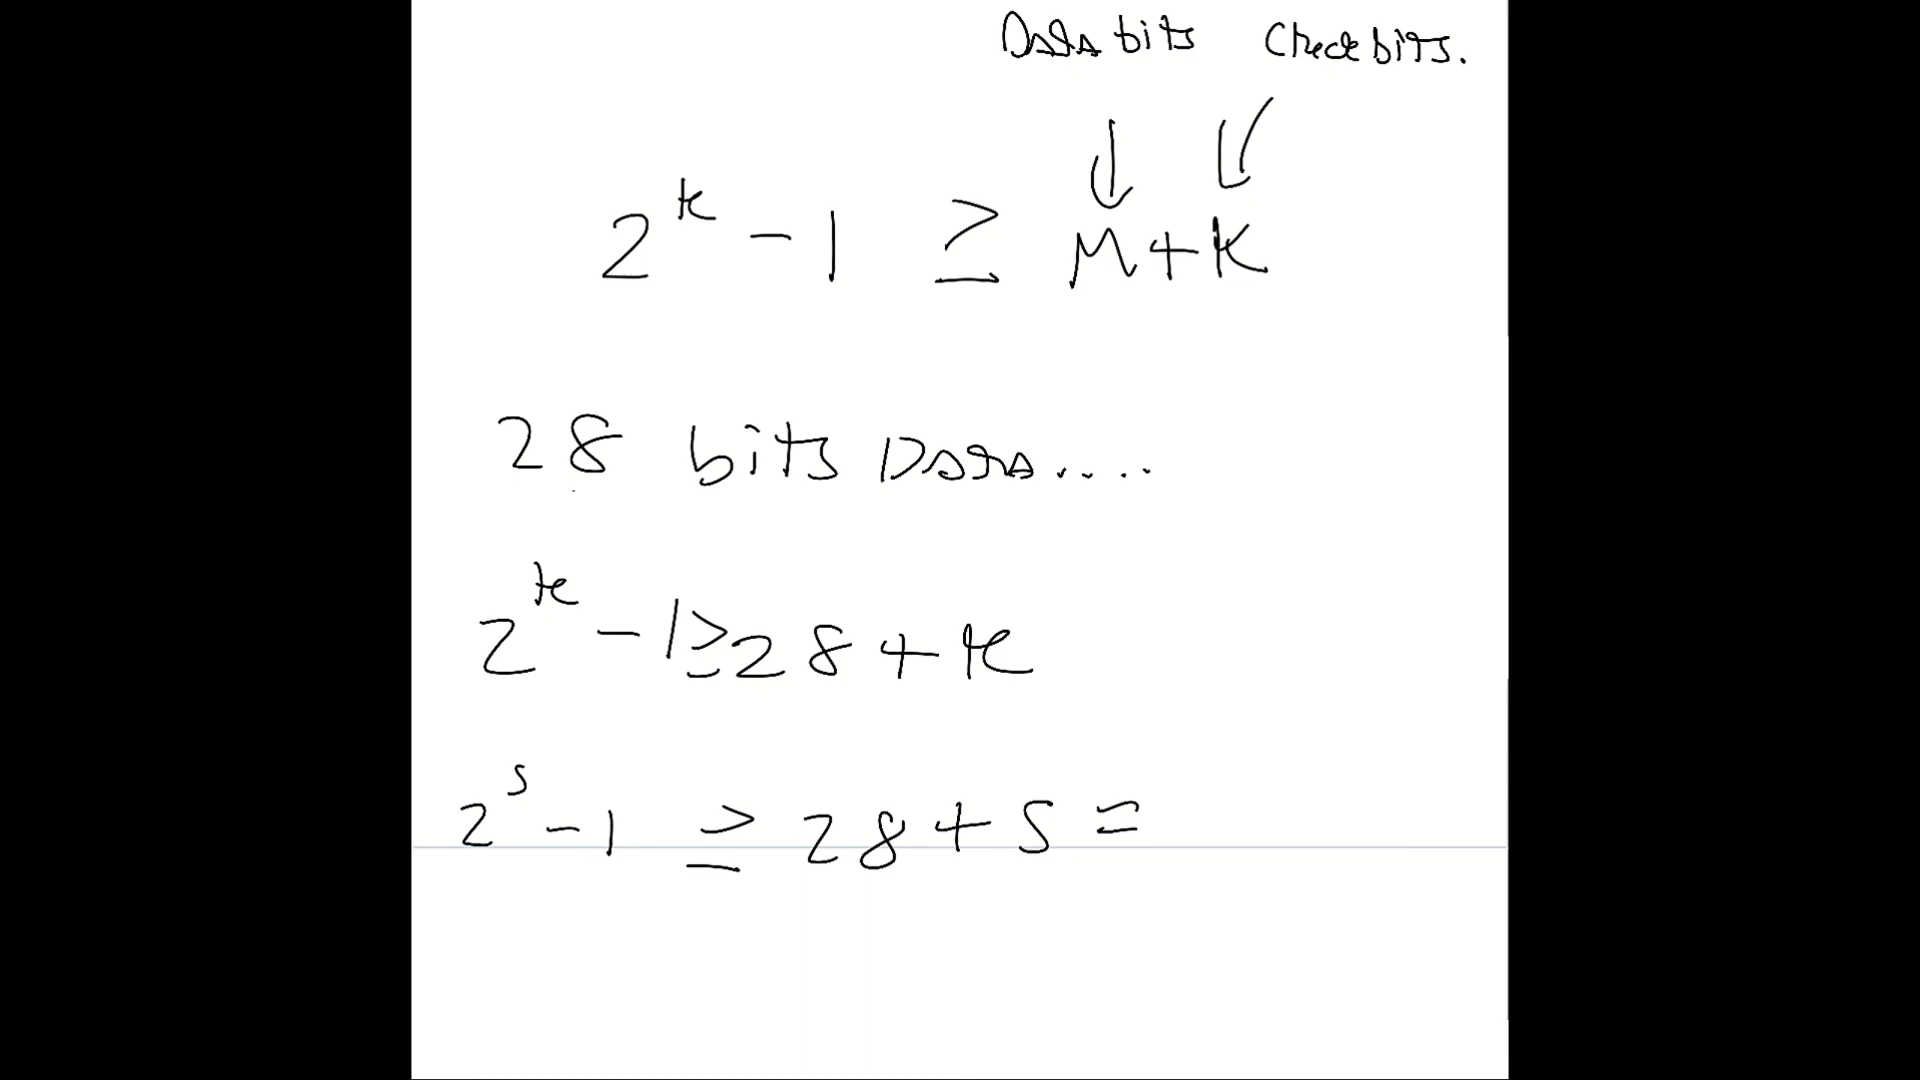 Data bits Check bits.
2^k - 1 ≥ M + K
28 bits Data....
2^k - 1 ≥ 28 + k
2^5 - 1 ≥ 28 + 5 =